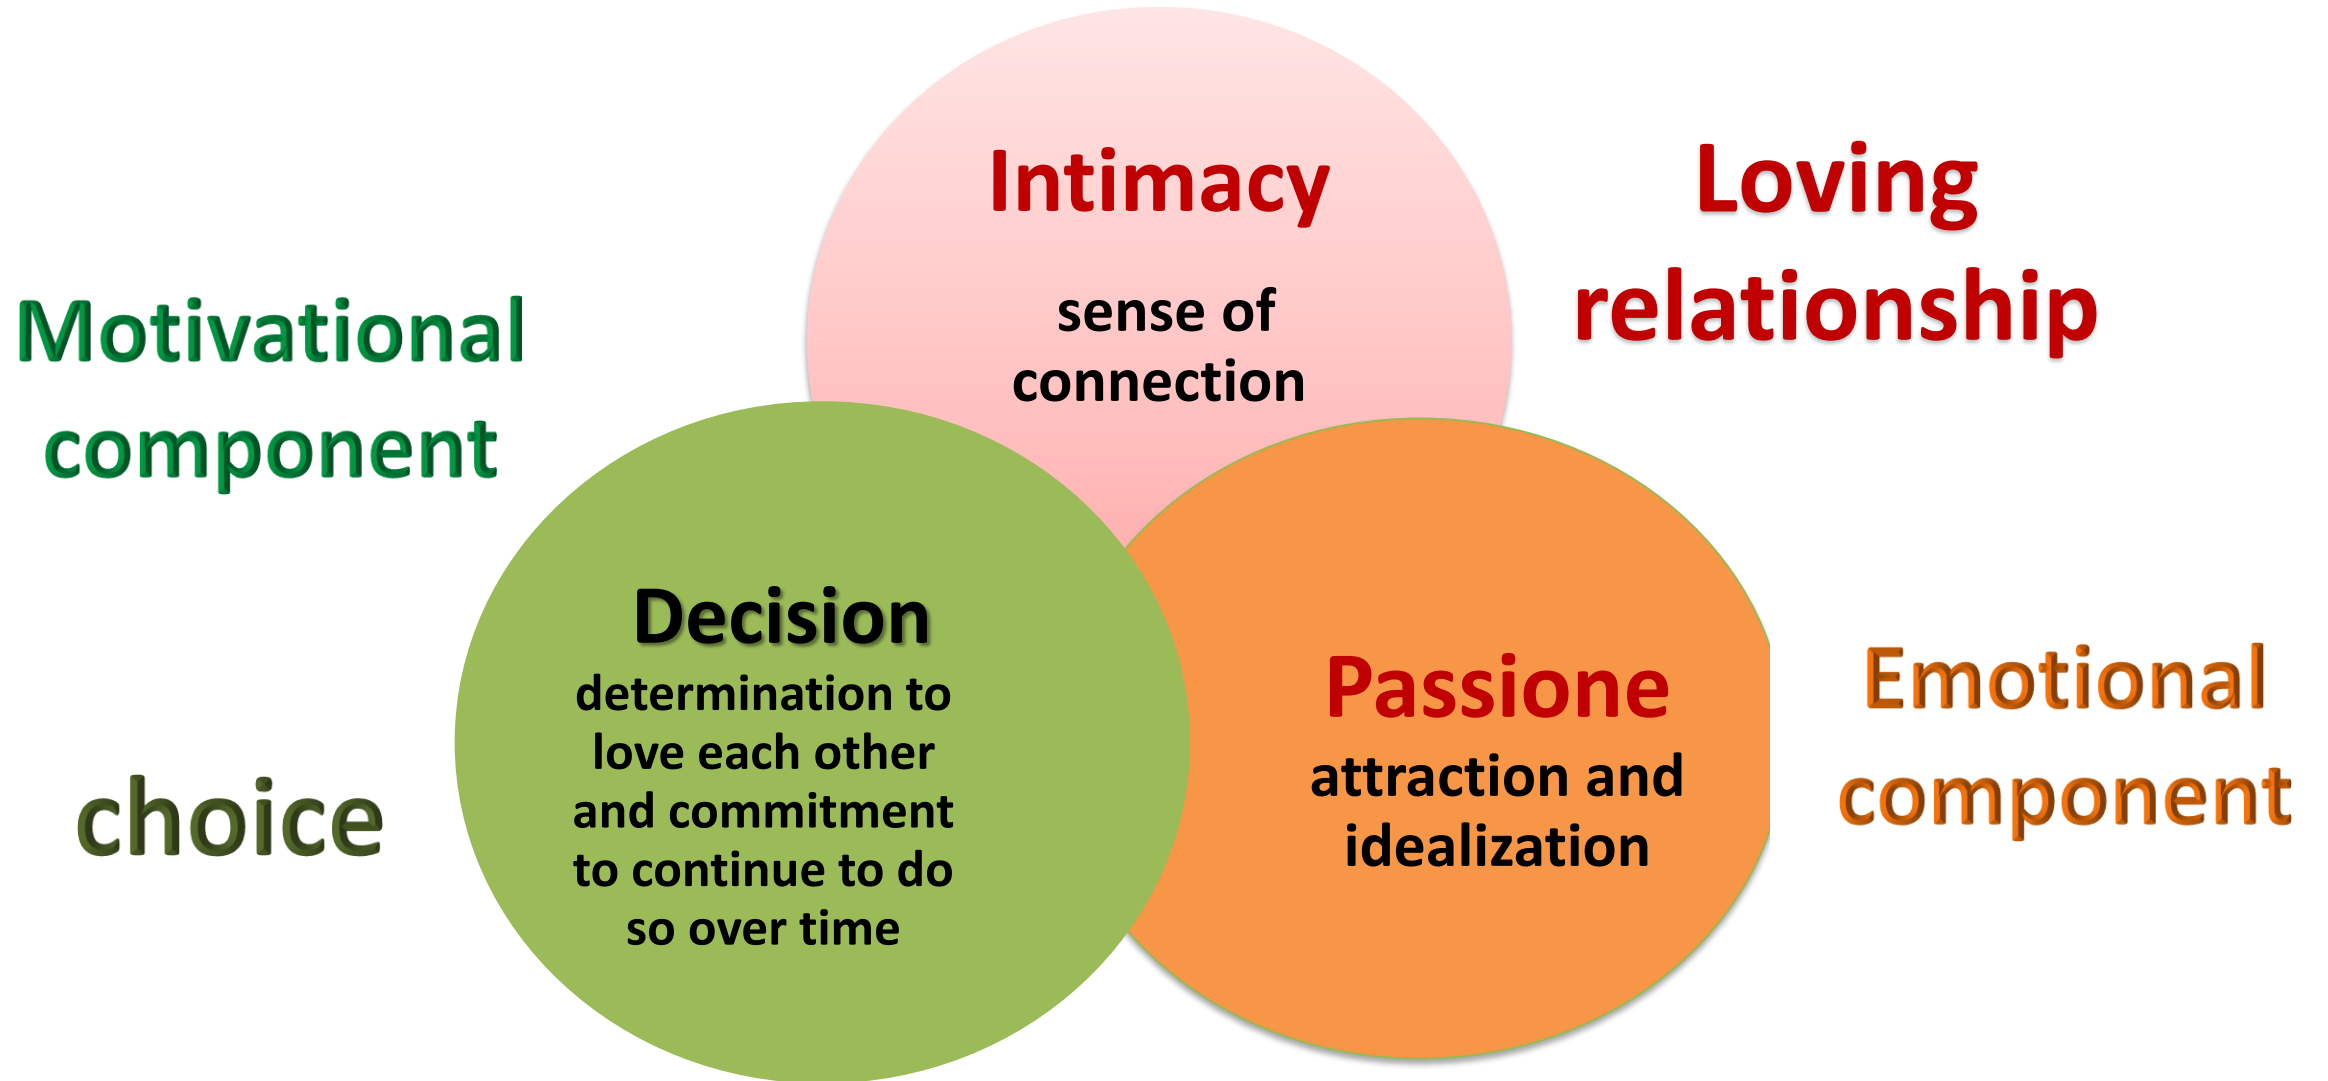 Intimacy
sense of
connection
Loving
relationship
Motivational
component
Decision
determination to
love each other
and commitment
to continue to do
so over time
choice
Passione
attraction and
idealization
Emotional
component